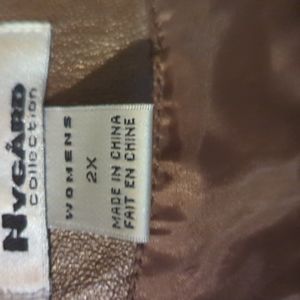 NYGÅRD
collection
WOMENS
2X
MADE IN CHINA
FAIT EN CHINE